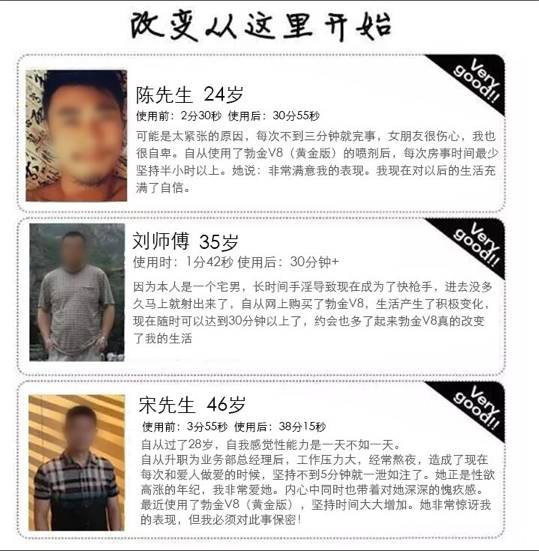 改变从这里开始
Very
good!!
陈先生 24岁
使用前：2分30秒 使用后：30分55秒
可能是太紧张的原因，每次不到三分钟就完事，女朋友很伤心，我也
很自卑。自从使用了勃金V8（黄金版）的喷剂后，每次房事时间最少
坚持半小时以上。她说：非常满意我的表现。我现在对以后的生活充
满了自信。
Very
good!!
刘师傅 35岁
使用时：1分42秒 使用后：30分钟+
因为本人是一个宅男，长时间手淫导致现在成为了快枪手，进去没多
久马上就射出来了，自从网上购买了勃金V8，生活产生了积极变化，
现在随时可以达到30分钟以上了，约会也多了起来勃金V8真的改变
了我的生活
Very
good!!
宋先生 46岁
使用前：3分55秒 使用后：38分15秒
自从过了28岁，自我感觉性能力是一天不如一天。
自从升职为业务部总经理后，工作压力大，经常熬夜，造成了现在
每次和爱人做爱的时候，坚持不到5分钟就一泄如注了。她正是性欲
高涨的年纪，我非常爱她。内心中同时也带着对她深深的愧疚感。
最近使用了勃金V8（黄金版），坚持时间大大增加。她非常惊讶我
的表现，但我必须对此事保密！